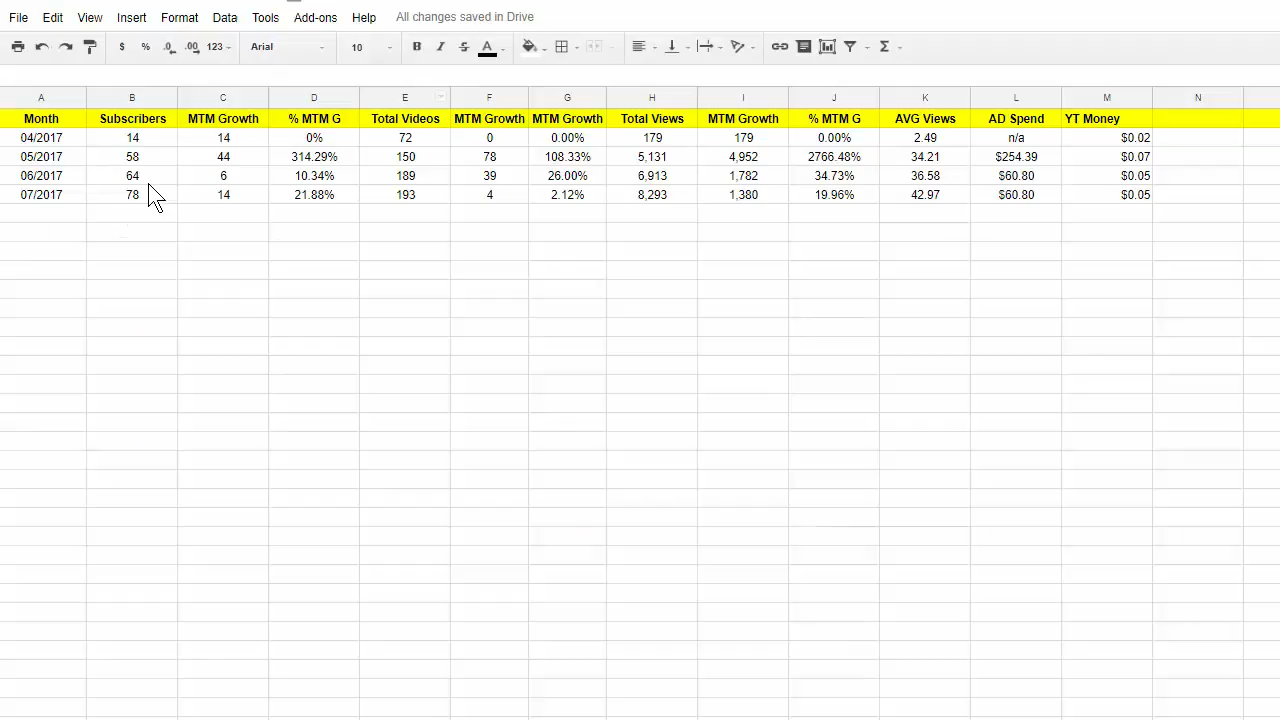 File Edit View Insert Format Data Tools Add-ons Help All changes saved in Drive
$ % .0 .00 123 Arial 10 B I S A Σ
A B C D E F G H I J K L M N
Month Subscribers MTM Growth % MTM G Total Videos MTM Growth MTM Growth Total Views MTM Growth % MTM G AVG Views AD Spend YT Money
04/2017 14 14 0% 72 0 0.00% 179 179 0.00% 2.49 n/a $0.02
05/2017 58 44 314.29% 150 78 108.33% 5,131 4,952 2766.48% 34.21 $254.39 $0.07
06/2017 64 6 10.34% 189 39 26.00% 6,913 1,782 34.73% 36.58 $60.80 $0.05
07/2017 78 14 21.88% 193 4 2.12% 8,293 1,380 19.96% 42.97 $60.80 $0.05